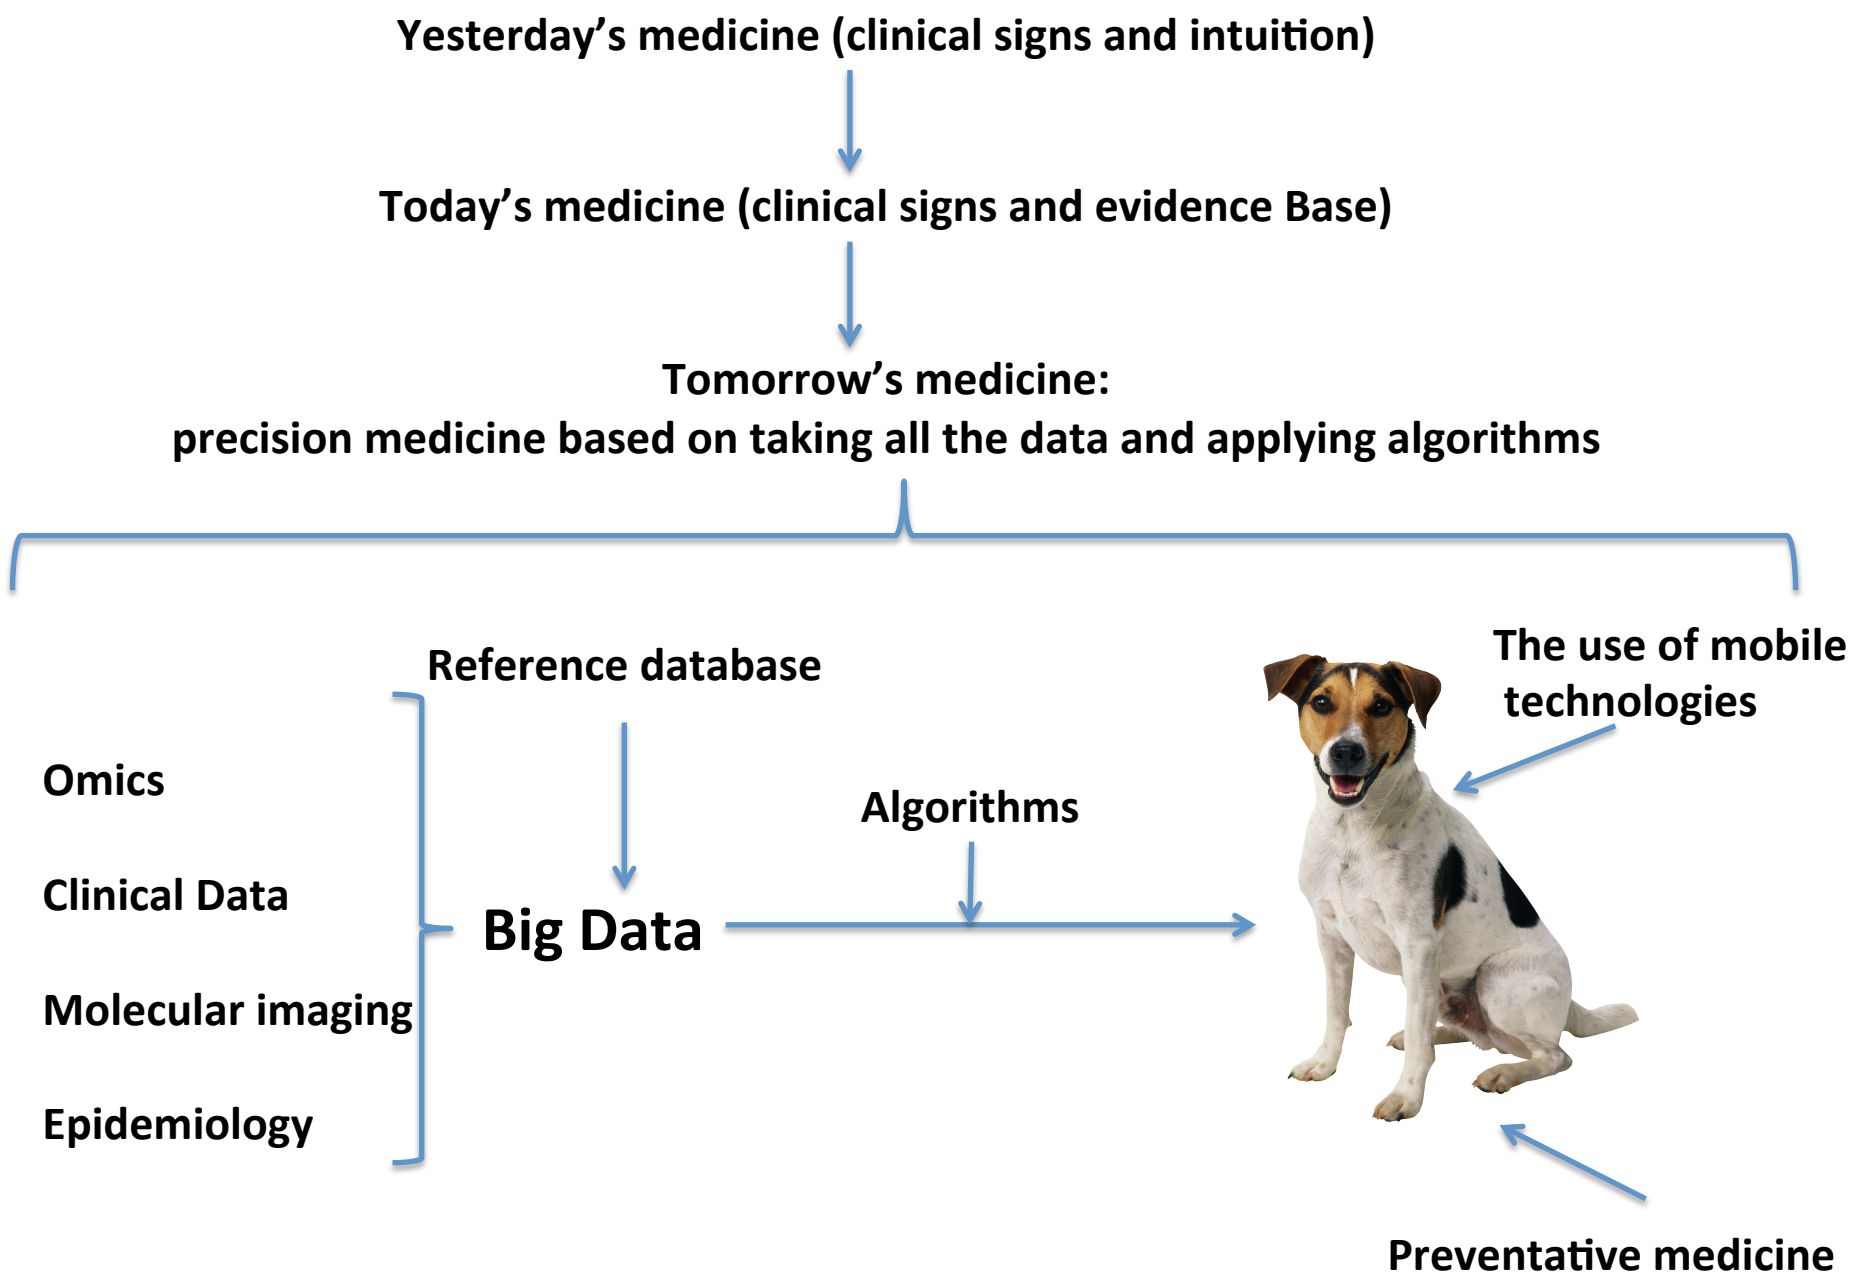 Yesterday’s medicine (clinical signs and intuition)
Today’s medicine (clinical signs and evidence Base)
Tomorrow’s medicine:
precision medicine based on taking all the data and applying algorithms
Reference database
The use of mobile
technologies
Omics
Algorithms
Clinical Data
Big Data
Molecular imaging
Epidemiology
Preventative medicine